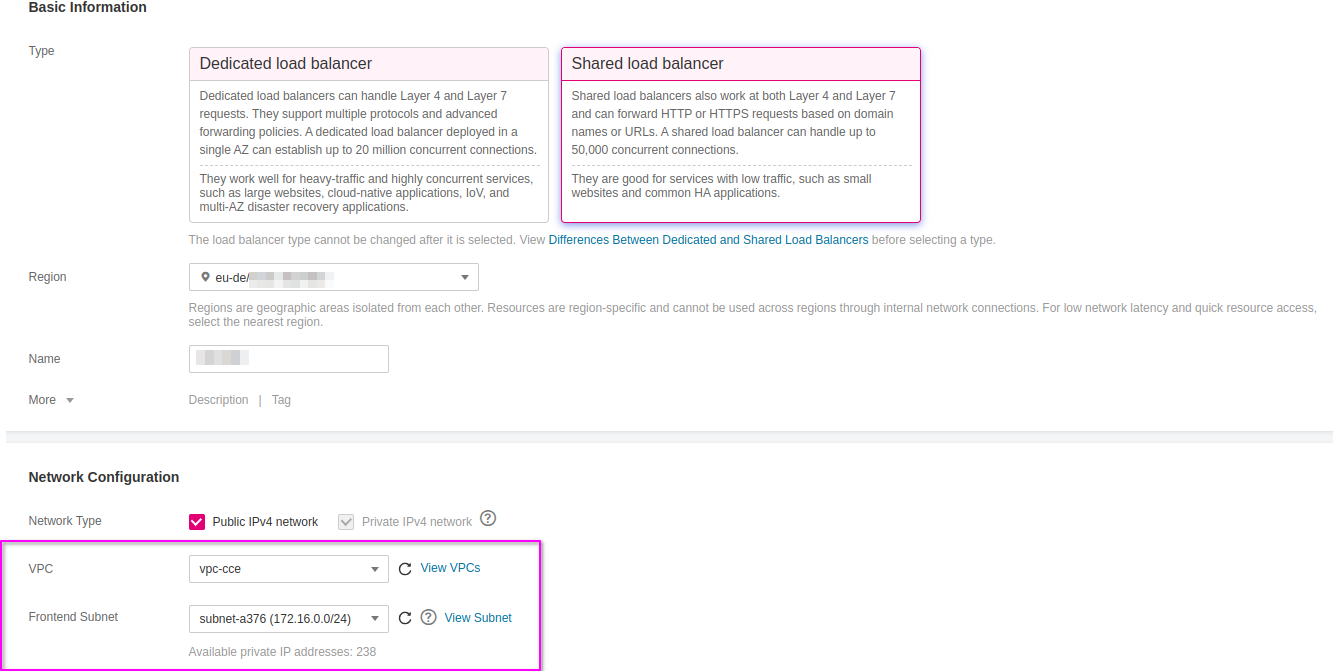 Basic Information
Type
Dedicated load balancer
Dedicated load balancers can handle Layer 4 and Layer 7
requests. They support multiple protocols and advanced
forwarding policies. A dedicated load balancer deployed in a
single AZ can establish up to 20 million concurrent connections.
They work well for heavy-traffic and highly concurrent services,
such as large websites, cloud-native applications, IoV, and
multi-AZ disaster recovery applications.
Shared load balancer
Shared load balancers also work at both Layer 4 and Layer 7
and can forward HTTP or HTTPS requests based on domain
names or URLs. A shared load balancer can handle up to
50,000 concurrent connections.
They are good for services with low traffic, such as small
websites and common HA applications.
The load balancer type cannot be changed after it is selected. View Differences Between Dedicated and Shared Load Balancers before selecting a type.
Region
eu-de/
Regions are geographic areas isolated from each other. Resources are region-specific and cannot be used across regions through internal network connections. For low network latency and quick resource access,
select the nearest region.
Name
More
Description | Tag
Network Configuration
Network Type
Public IPv4 network
Private IPv4 network ?
VPC
vpc-cce
View VPCs
Frontend Subnet
subnet-a376 (172.16.0.0/24)
? View Subnet
Available private IP addresses: 238